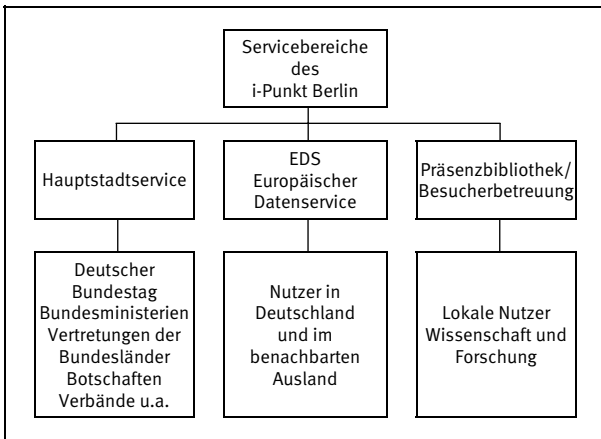 Servicebereiche
des
i-Punkt Berlin
Hauptstadtservice
EDS
Europäischer
Datenservice
Präsenzbibliothek/
Besucherbetreuung
Deutscher
Bundestag
Bundesministerien
Vertretungen der
Bundesländer
Botschaften
Verbände u.a.
Nutzer in
Deutschland
und im
benachbarten
Ausland
Lokale Nutzer
Wissenschaft und
Forschung